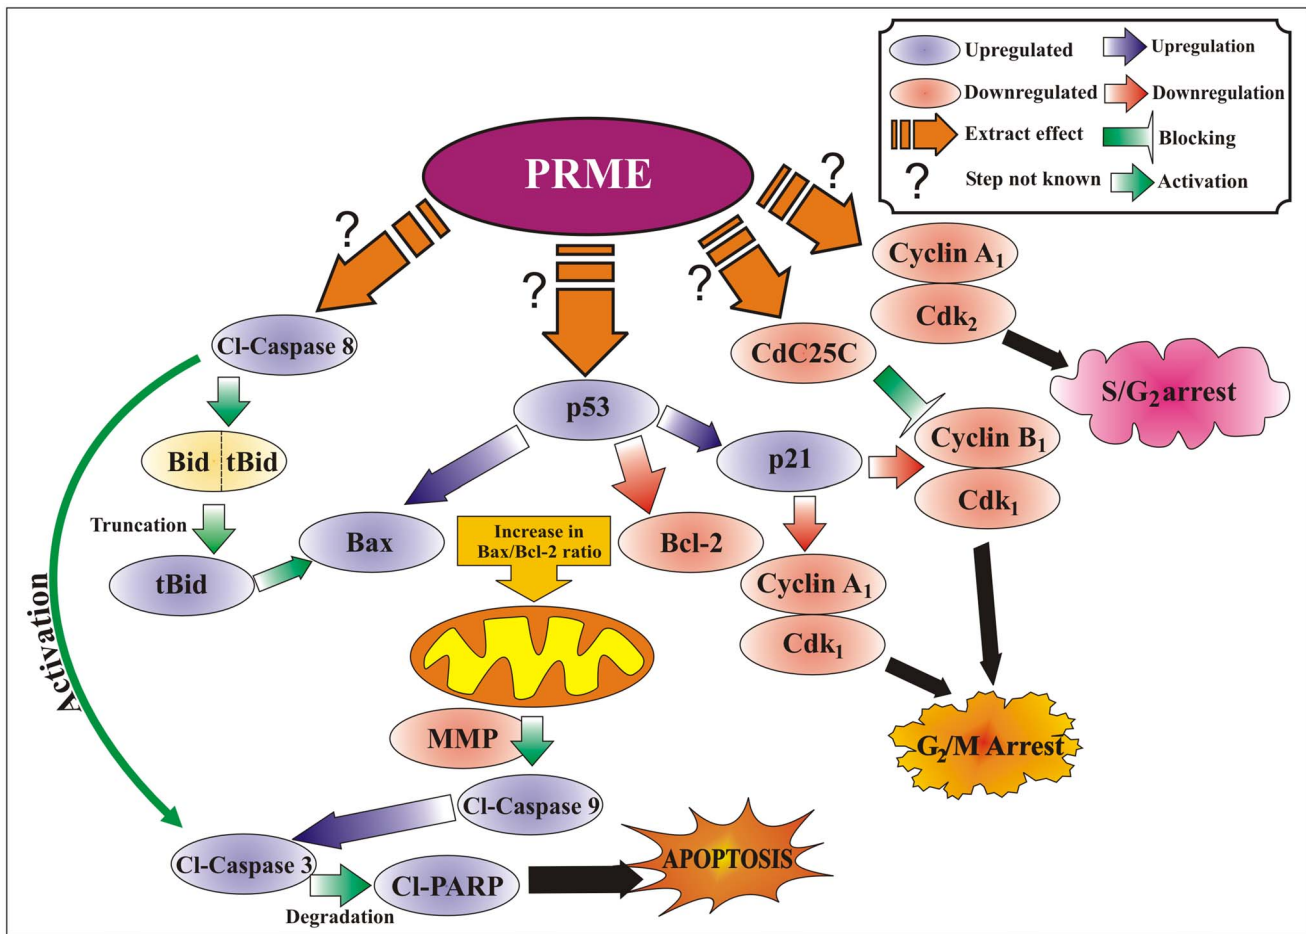 Upregulated
Upregulation
Downregulated
Downregulation
Extract effect
Blocking
?
Step not known
Activation
PRME
?
?
?
?
Cyclin A1
Cdk2
Cl-Caspase 8
CdC25C
S/G2 arrest
p53
Bid tBid
p21
Cyclin B1
Cdk1
Truncation
Bax
Increase in
Bax/Bcl-2 ratio
Bcl-2
tBid
Cyclin A1
Cdk1
Activation
MMP
G2/M Arrest
Cl-Caspase 9
Cl-Caspase 3
APOPTOSIS
Cl-PARP
Degradation